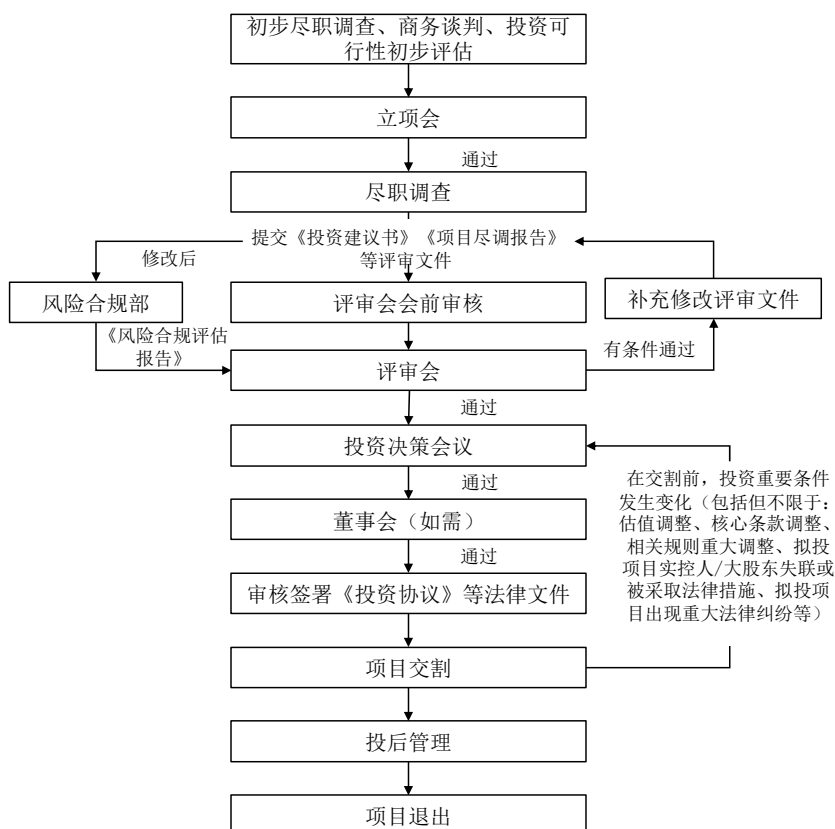 初步尽职调查、商务谈判、投资可
行性初步评估
立项会
通过
尽职调查
提交《投资建议书》《项目尽调报告》
等评审文件
修改后
风险合规部
评审会会前审核
补充修改评审文件
《风险合规评估
报告》
评审会
有条件通过
通过
投资决策会议
通过
董事会（如需）
通过
审核签署《投资协议》等法律文件
在交割前，投资重要条件
发生变化（包括但不限于：
估值调整、核心条款调整、
相关规则重大调整、拟投
项目实控人/大股东失联或
被采取法律措施、拟投项
目出现重大法律纠纷等）
项目交割
投后管理
项目退出